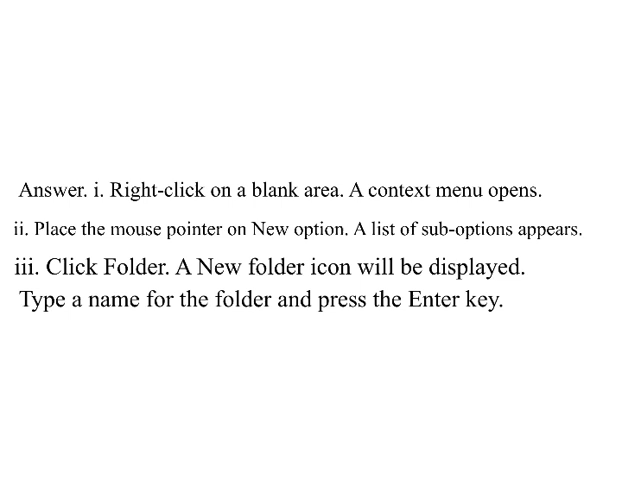 Answer. i. Right-click on a blank area. A context menu opens.
ii. Place the mouse pointer on New option. A list of sub-options appears.
iii. Click Folder. A New folder icon will be displayed.
Type a name for the folder and press the Enter key.